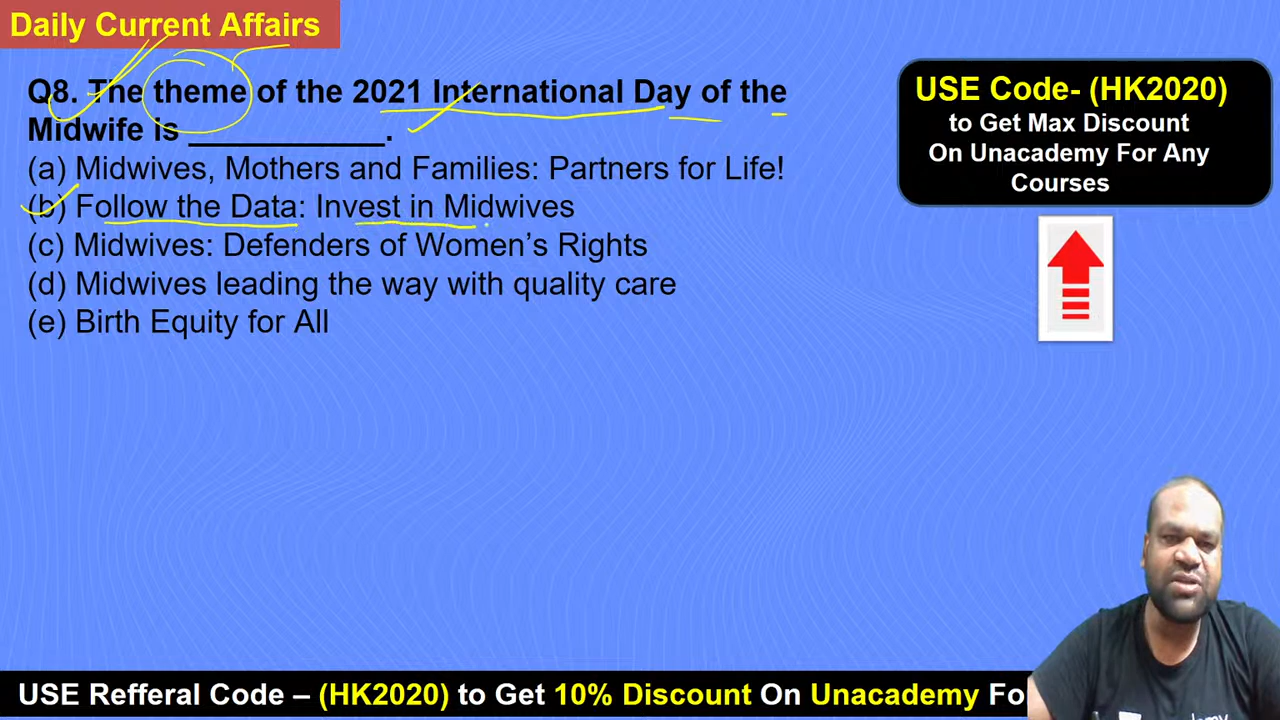 Daily Current Affairs
Q8. The theme of the 2021 International Day of the
Midwife is ___________.
(a) Midwives, Mothers and Families: Partners for Life!
(b) Follow the Data: Invest in Midwives
(c) Midwives: Defenders of Women’s Rights
(d) Midwives leading the way with quality care
(e) Birth Equity for All
USE Code- (HK2020)
to Get Max Discount
On Unacademy For Any
Courses
USE Refferal Code – (HK2020) to Get 10% Discount On Unacademy Fo